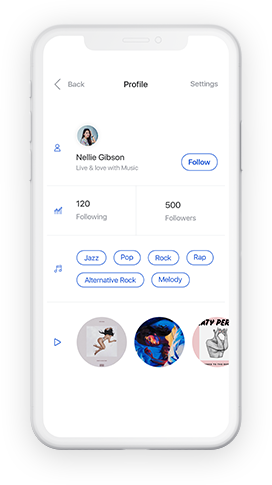 Back
Profile
Settings
Nellie Gibson
Live & love with Music
Follow
120
Following
500
Followers
Jazz
Pop
Rock
Rap
Alternative Rock
Melody
ATY PER